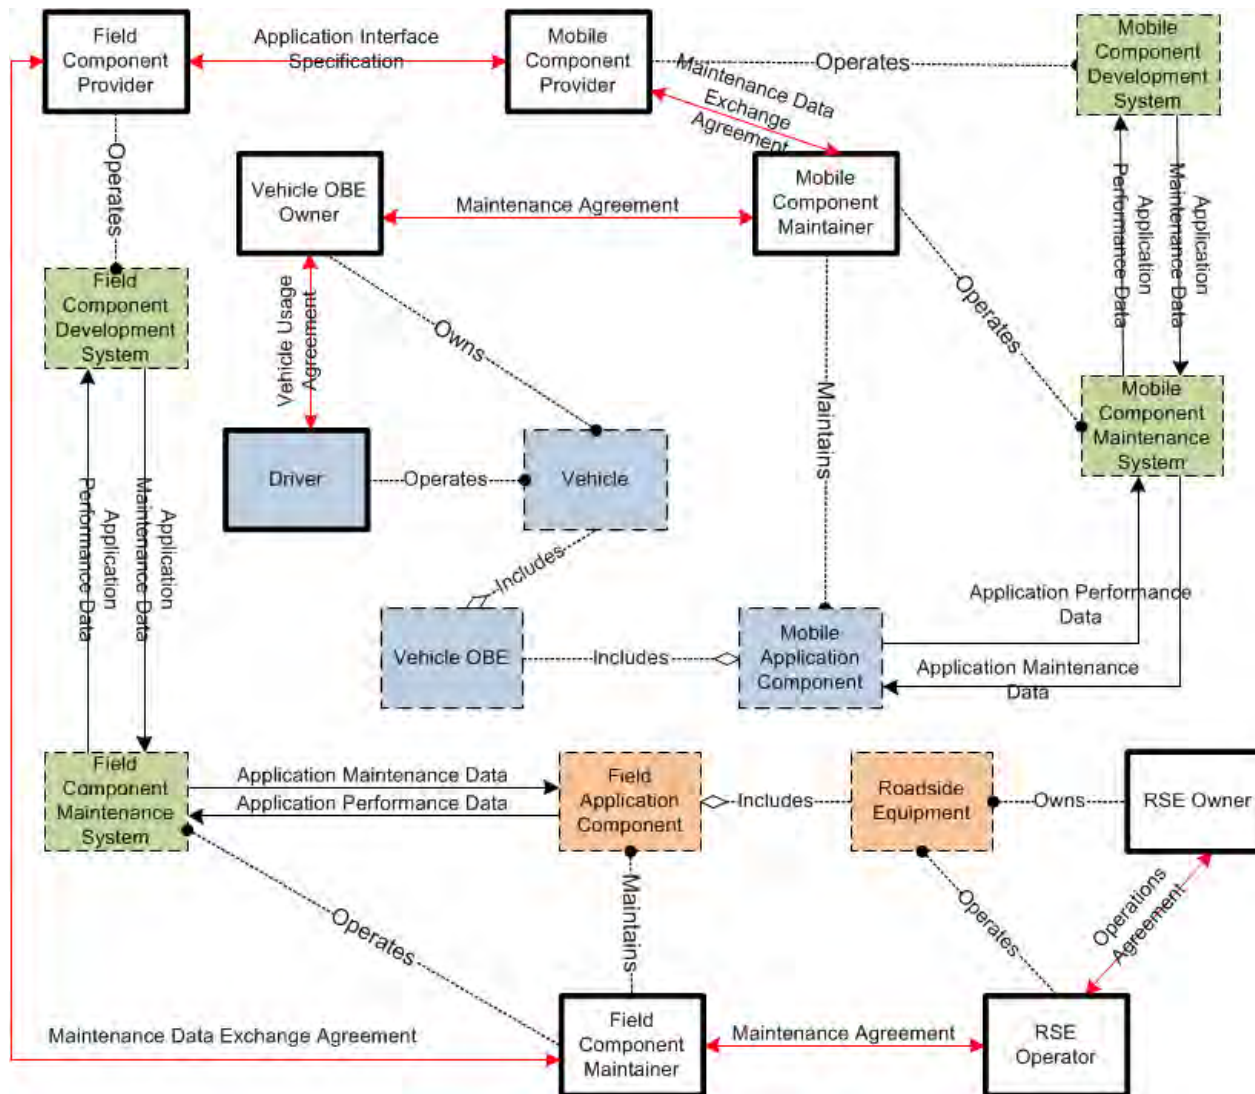 Field
Component
Provider
Application Interface
Specification
Mobile
Component
Provider
Operates
Mobile
Component
Development
System
Maintenance Data
Exchange
Agreement
Operates
Vehicle OBE
Owner
Maintenance Agreement
Mobile
Component
Maintainer
Application
Performance Data
Application
Maintenance Data
Field
Component
Development
System
Vehicle Usage
Agreement
Owns
Operates
Maintains
Mobile
Component
Maintenance
System
Driver
Operates
Vehicle
Application
Performance Data
Application
Maintenance Data
Includes
Vehicle OBE
Includes
Mobile
Application
Component
Application Performance
Data
Application Maintenance
Data
Field
Component
Maintenance
System
Application Maintenance Data
Application Performance Data
Field
Application
Component
Includes
Roadside
Equipment
Owns
RSE Owner
Operates
Maintains
Operates
Operations
Agreement
Maintenance Data Exchange Agreement
Field
Component
Maintainer
Maintenance Agreement
RSE
Operator